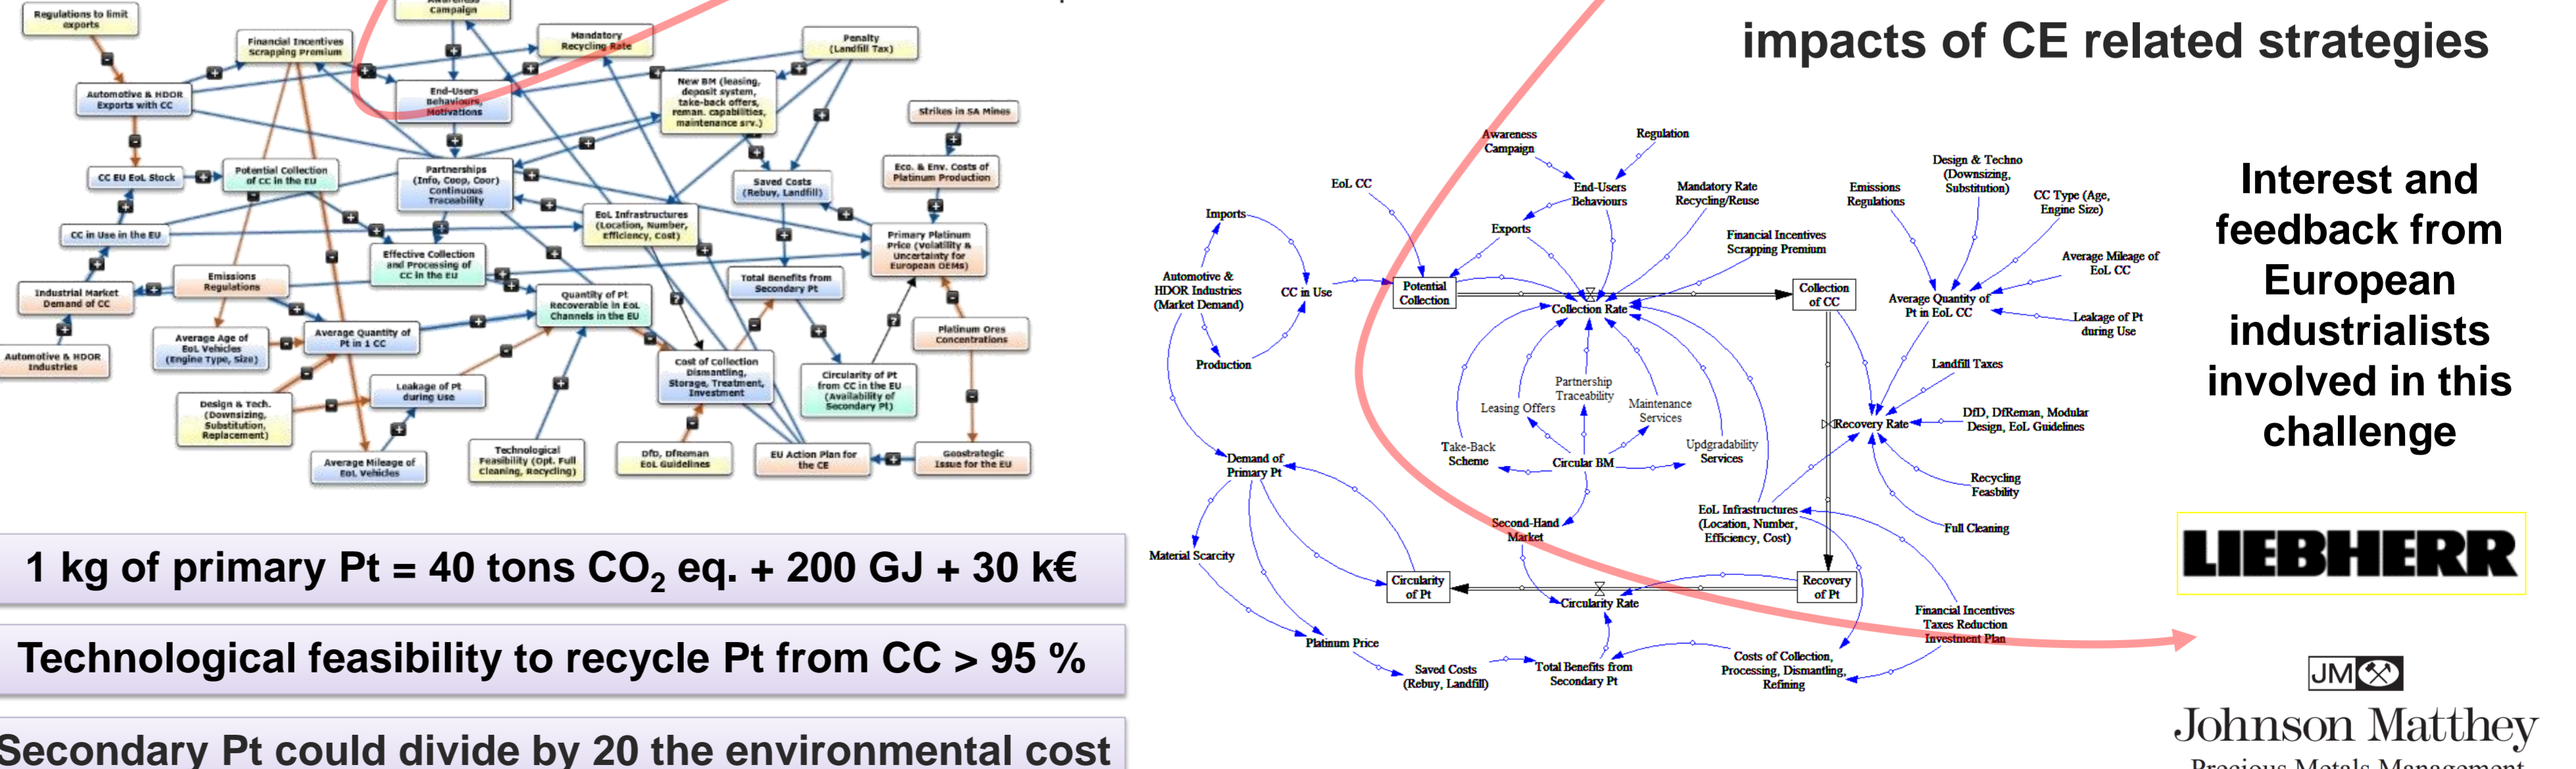 Regulations to limit
exports
Awareness
Campaign
Financial Incentives
Scrapping Premium
Mandatory
Recycling Rate
Penalty
(Landfill Tax)
Automotive & HDOR
Exports with CC
End-Users
Behaviours,
Motivations
New BM (leasing,
deposit system,
take-back offers,
reman. capabilities,
maintenance srv.)
Strikes in SA Mines
CC EU EoL Stock
Potential Collection
of CC in the EU
Partnerships
(Info, Coop, Coor)
Continuous
Traceability
Saved Costs
(Rebuy, Landfill)
Eco. & Env. Costs of
Platinum Production
CC in Use in the EU
EoL Infrastructures
(Location, Number,
Efficiency, Cost)
Primary Platinum
Price (Volatility &
Uncertainty for
European OEMs)
Effective Collection
and Processing of
CC in the EU
Industrial Market
Demand of CC
Emissions
Regulations
Total Benefits from
Secondary Pt
Quantity of Pt
Recoverable in EoL
Channels in the EU
Average Age of
EoL Vehicles
(Engine Type, Size)
Average Quantity of
Pt in 1 CC
Platinum Ores
Concentrations
Automotive & HDOR
Industries
Cost of Collection
Dismantling,
Storage, Treatment,
Investment
Circularity of Pt
from CC in the EU
(Availability of
Secondary Pt)
Leakage of Pt
during Use
Design & Tech.
(Downsizing,
Substitution,
Replacement)
Average Mileage of
EoL Vehicles
Technological
Feasibility (Opt. Full
Cleaning, Recycling)
DfD, DfReman
EoL Guidelines
EU Action Plan for
the CE
Geostrategic
Issue for the EU
1 kg of primary Pt = 40 tons CO₂ eq. + 200 GJ + 30 k€
Technological feasibility to recycle Pt from CC > 95 %
Secondary Pt could divide by 20 the environmental cost
impacts of CE related strategies
Awareness
Campaign
Regulation
EoL CC
End-Users
Behaviours
Mandatory Rate
Recycling/Reuse
Emissions
Regulations
Design & Techno
(Downsizing,
Substitution)
CC Type (Age,
Engine Size)
Imports
Exports
Financial Incentives
Scrapping Premium
Average Mileage of
EoL CC
Automotive &
HDOR Industries
(Market Demand)
CC in Use
Potential
Collection
Collection Rate
Collection
of CC
Average Quantity of
Pt in EoL CC
Leakage of Pt
during Use
Production
Landfill Taxes
Partnership
Traceability
Leasing Offers
Maintenance
Services
Recovery Rate
DfD, DfReman, Modular
Design, EoL Guidelines
Take-Back
Scheme
Circular BM
Updgradability
Services
Demand of
Primary Pt
Recycling
Feasbility
Second-Hand
Market
EoL Infrastructures
(Location, Number,
Efficiency, Cost)
Full Cleaning
Material Scarcity
Circularity
of Pt
Circularity Rate
Recovery
of Pt
Financial Incentives
Taxes Reduction
Investment Plan
Platinum Price
Saved Costs
(Rebuy, Landfill)
Total Benefits from
Secondary Pt
Costs of Collection,
Processing, Dismantling,
Refining
Interest and
feedback from
European
industrialists
involved in this
challenge
LIEBHERR
JM
Johnson Matthey
Precious Metals Management